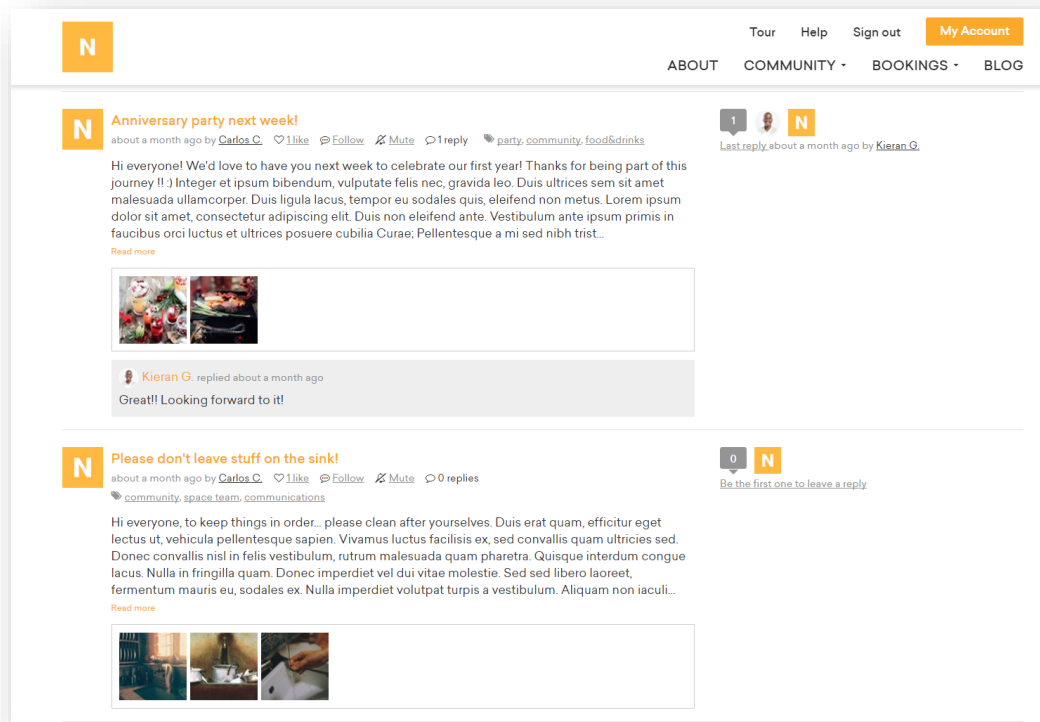 N
Tour Help Sign out My Account
ABOUT COMMUNITY BOOKINGS BLOG
N
Anniversary party next week!
about a month ago by Carlos C. 1 like Follow Mute 1 reply party, community, food&drinks
Hi everyone! We'd love to have you next week to celebrate our first year! Thanks for being part of this
journey !! :) Integer et ipsum bibendum, vulputate felis nec, gravida leo. Duis ultrices sem sit amet
malesuada ullamcorper. Duis ligula lacus, tempor eu sodales quis, eleifend non metus. Lorem ipsum
dolor sit amet, consectetur adipiscing elit. Duis non eleifend ante. Vestibulum ante ipsum primis in
faucibus orci luctus et ultrices posuere cubilia Curae; Pellentesque a mi sed nibh trist...
Read more
Kieran G. replied about a month ago
Great!! Looking forward to it!
1 N
Last reply about a month ago by Kieran G.
N
Please don't leave stuff on the sink!
about a month ago by Carlos C. 1 like Follow Mute 0 replies
community, space team, communications
Hi everyone, to keep things in order... please clean after yourselves. Duis erat quam, efficitur eget
lectus ut, vehicula pellentesque sapien. Vivamus luctus facilisis ex, sed convallis quam ultricies sed.
Donec convallis nisl in felis vestibulum, rutrum malesuada quam pharetra. Quisque interdum congue
lacus. Nulla in fringilla quam. Donec imperdiet vel dui vitae molestie. Sed sed libero laoreet,
fermentum mauris eu, sodales ex. Nulla imperdiet volutpat turpis a vestibulum. Aliquam non iaculi...
Read more
0 N
Be the first one to leave a reply